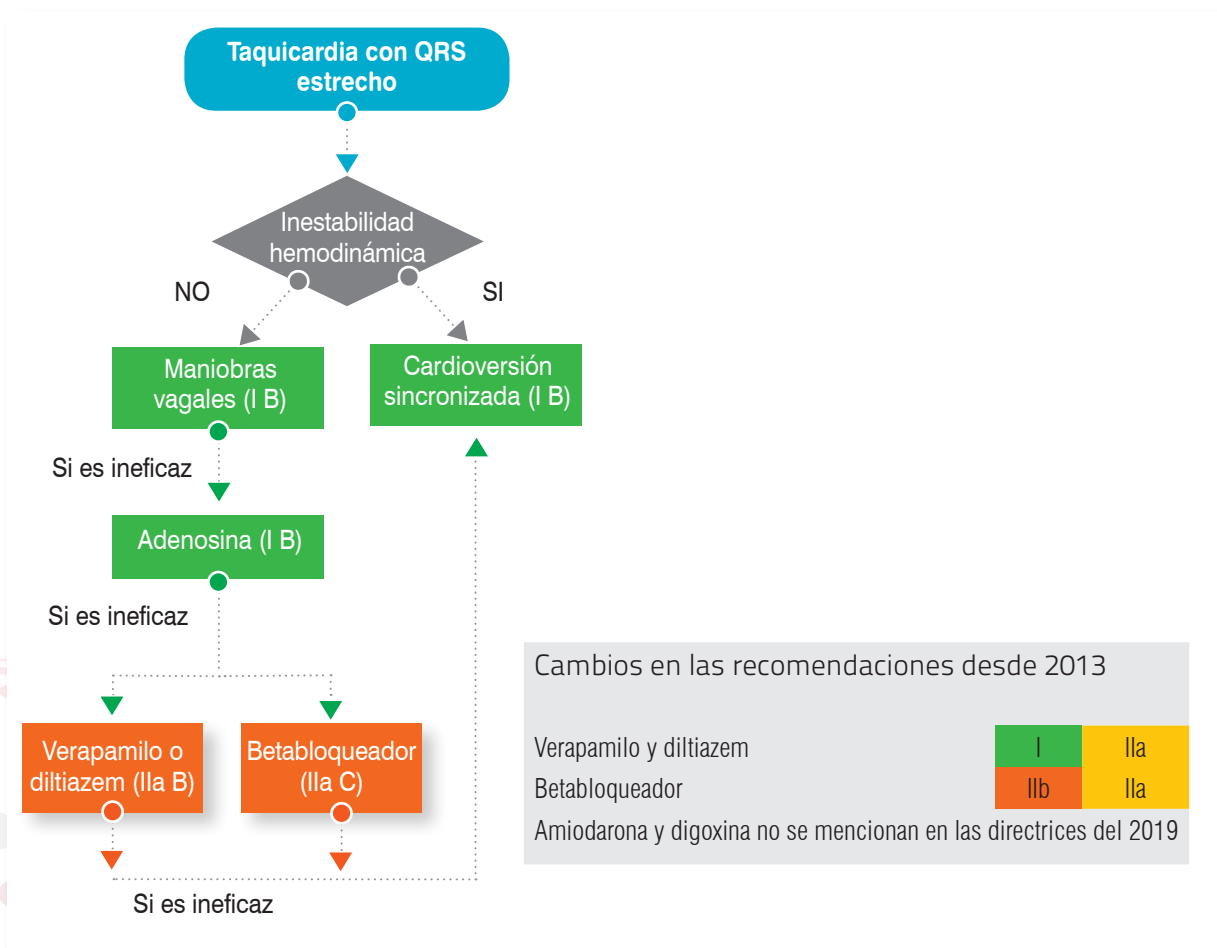 Taquicardia con QRS
estrecho
Inestabilidad
hemodinámica
NO
SI
Maniobras
vagales (I B)
Cardioversión
sincronizada (I B)
Si es ineficaz
Adenosina (I B)
Si es ineficaz
Verapamilo o
diltiazem (IIa B)
Betabloqueador
(IIa C)
Si es ineficaz
Cambios en las recomendaciones desde 2013
Verapamilo y diltiazem I IIa
Betabloqueador IIb IIa
Amiodarona y digoxina no se mencionan en las directrices del 2019